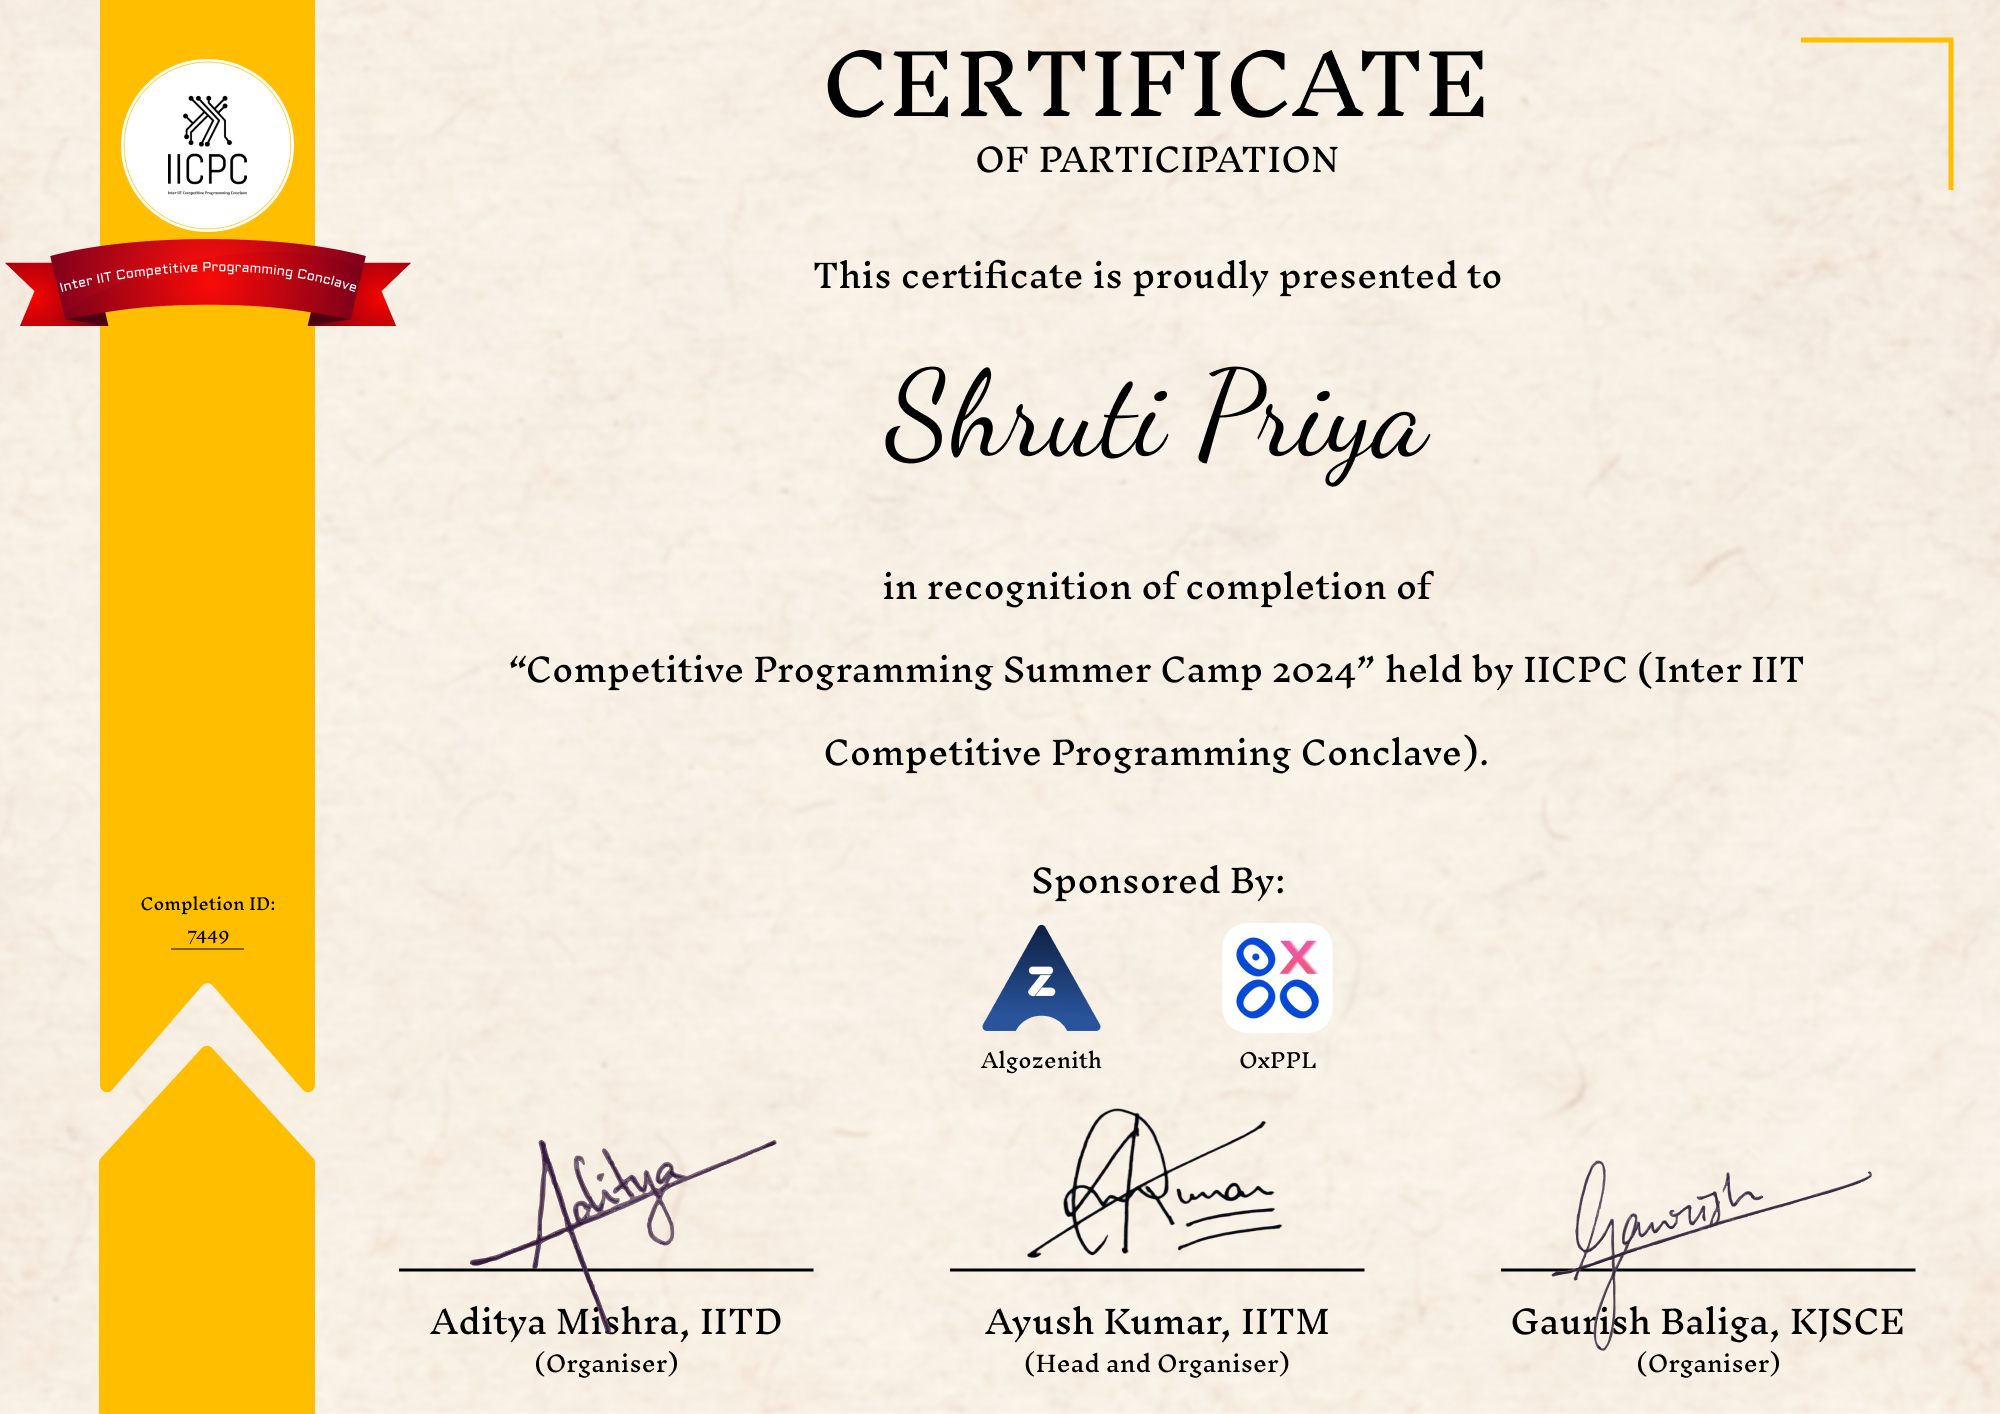 CERTIFICATE
OF PARTICIPATION
IICPC
Inter IIT Competitive Programming Conclave
Inter IIT Competitive Programming Conclave
This certificate is proudly presented to
Shruti Priya
in recognition of completion of
“Competitive Programming Summer Camp 2024” held by IICPC (Inter IIT
Competitive Programming Conclave).
Completion ID:
7449
Sponsored By:
Z
Algozenith
OxPPL
Aditya
Kumar
Gaurish
Aditya Mishra, IITD
(Organiser)
Ayush Kumar, IITM
(Head and Organiser)
Gaurish Baliga, KJSCE
(Organiser)